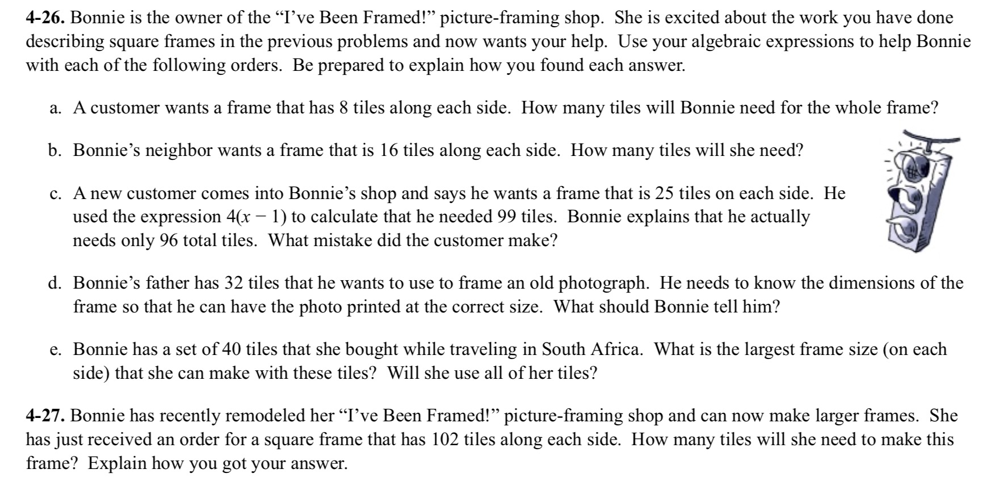 4-26. Bonnie is the owner of the “I’ve Been Framed!” picture-framing shop.  She is excited about the work you have done
describing square frames in the previous problems and now wants your help.  Use your algebraic expressions to help Bonnie
with each of the following orders.  Be prepared to explain how you found each answer.
a. A customer wants a frame that has 8 tiles along each side.  How many tiles will Bonnie need for the whole frame?
b. Bonnie’s neighbor wants a frame that is 16 tiles along each side.  How many tiles will she need?
c. A new customer comes into Bonnie’s shop and says he wants a frame that is 25 tiles on each side.  He
used the expression 4(x − 1) to calculate that he needed 99 tiles.  Bonnie explains that he actually
needs only 96 total tiles.  What mistake did the customer make?
d. Bonnie’s father has 32 tiles that he wants to use to frame an old photograph.  He needs to know the dimensions of the
frame so that he can have the photo printed at the correct size.  What should Bonnie tell him?
e. Bonnie has a set of 40 tiles that she bought while traveling in South Africa.  What is the largest frame size (on each
side) that she can make with these tiles?  Will she use all of her tiles?
4-27. Bonnie has recently remodeled her “I’ve Been Framed!” picture-framing shop and can now make larger frames.  She
has just received an order for a square frame that has 102 tiles along each side.  How many tiles will she need to make this
frame?  Explain how you got your answer.